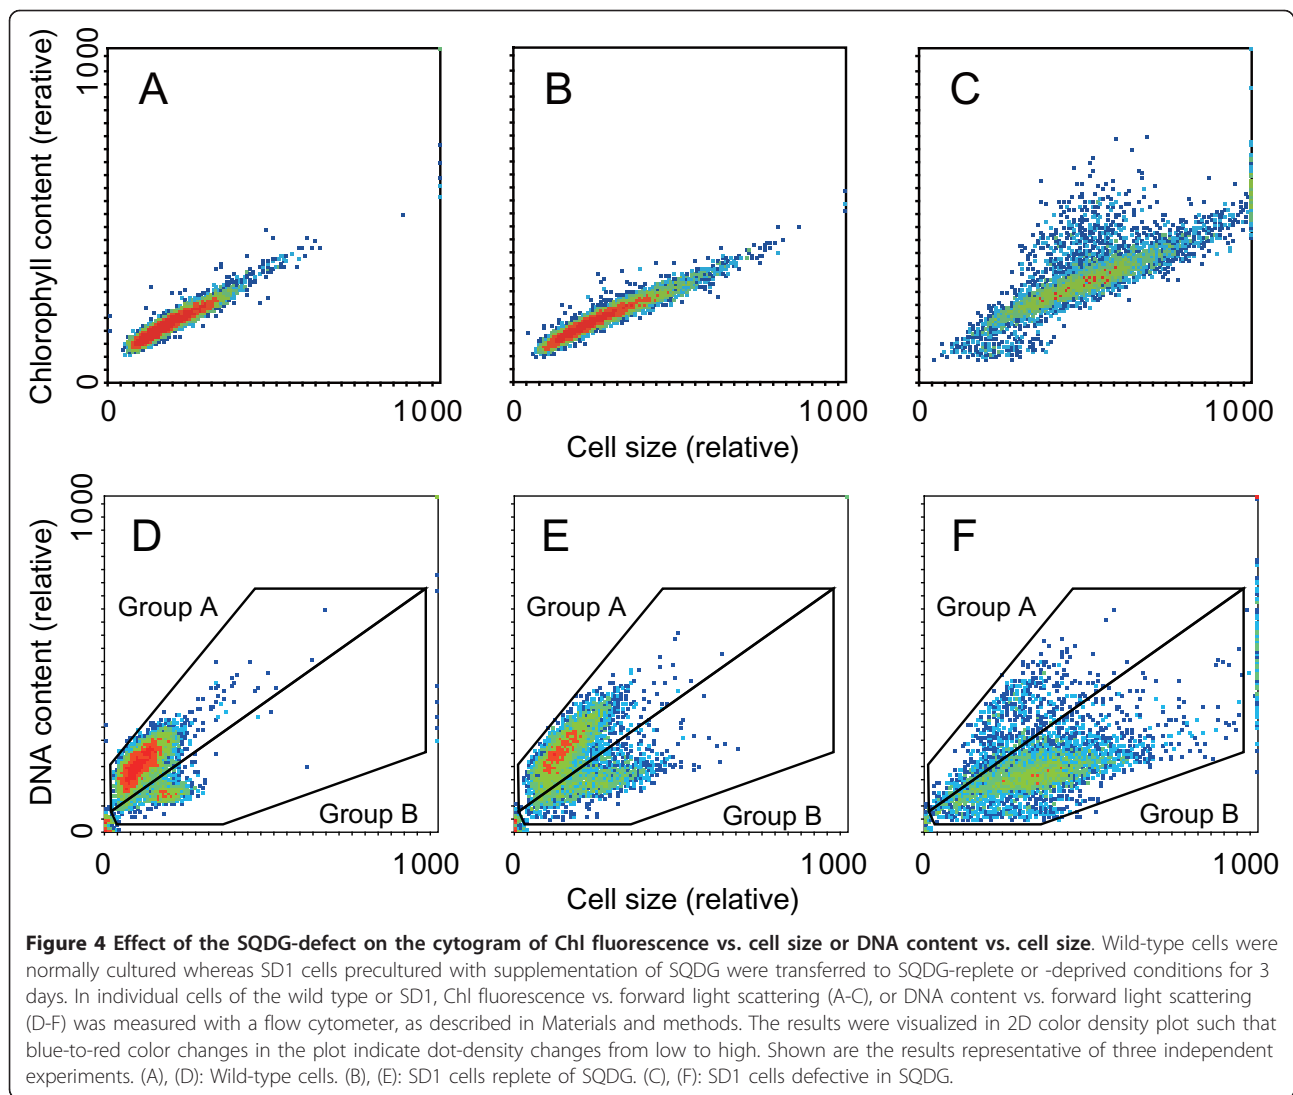 A
B
C
1000
Chlorophyll content (rerative)
0
0 1000
0 1000
0 1000
Cell size (relative)
D
E
F
1000
DNA content (relative)
0
Group A
Group A
Group A
Group B
Group B
Group B
0 1000
0 1000
0 1000
Cell size (relative)
Figure 4 Effect of the SQDG-defect on the cytogram of Chl fluorescence vs. cell size or DNA content vs. cell size. Wild-type cells were
normally cultured whereas SD1 cells precultured with supplementation of SQDG were transferred to SQDG-replete or -deprived conditions for 3
days. In individual cells of the wild type or SD1, Chl fluorescence vs. forward light scattering (A-C), or DNA content vs. forward light scattering
(D-F) was measured with a flow cytometer, as described in Materials and methods. The results were visualized in 2D color density plot such that
blue-to-red color changes in the plot indicate dot-density changes from low to high. Shown are the results representative of three independent
experiments. (A), (D): Wild-type cells. (B), (E): SD1 cells replete of SQDG. (C), (F): SD1 cells defective in SQDG.